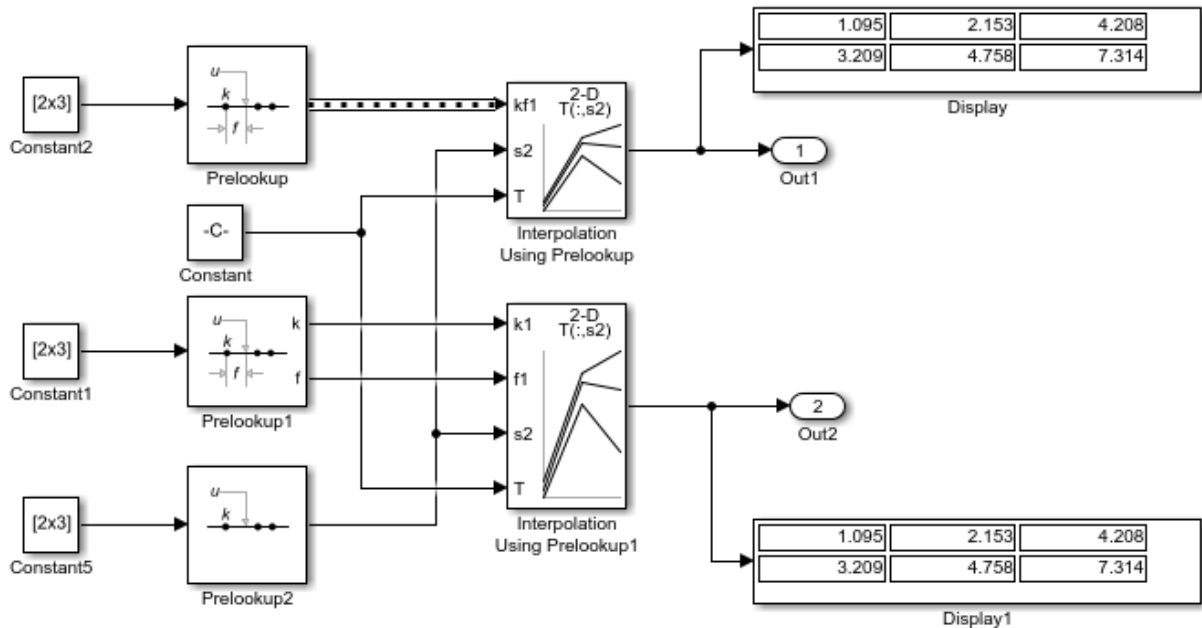 1.095 2.153 4.208
3.209 4.758 7.314
Display
[2x3]
Constant2
u
k
f
Prelookup
kf1
s2
T
2-D
T(:,s2)
Interpolation
Using Prelookup
1
Out1
-C-
Constant
[2x3]
Constant1
u
k
f
k
f
Prelookup1
k1
f1
s2
T
2-D
T(:,s2)
Interpolation
Using Prelookup1
2
Out2
[2x3]
Constant5
u
k
Prelookup2
1.095 2.153 4.208
3.209 4.758 7.314
Display1